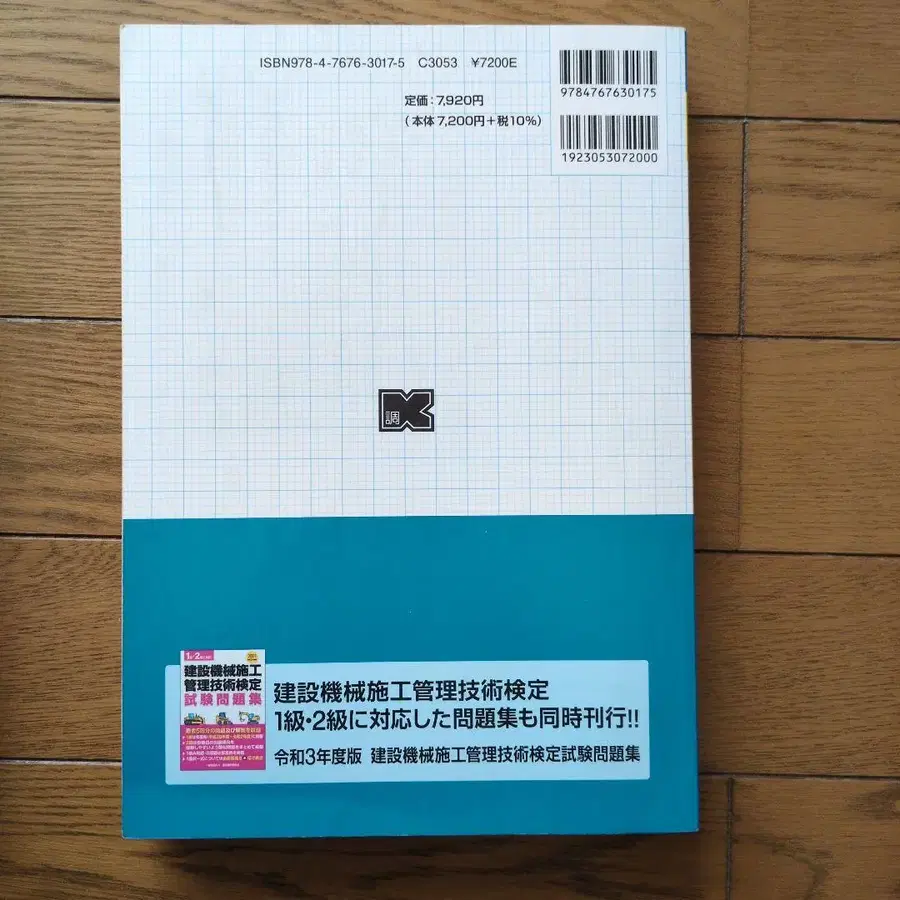 ISBN978-4-7676-3017-5 C3053 ¥7200E
定価:7,920円
(本体7,200円+税10%)
9784767630175
1923053072000
調
1級・2級
建設機械施工
管理技術検定
試験問題集
建設機械施工管理技術検定
1級・2級に対応した問題集も同時刊行!!
令和3年度版 建設機械施工管理技術検定試験問題集